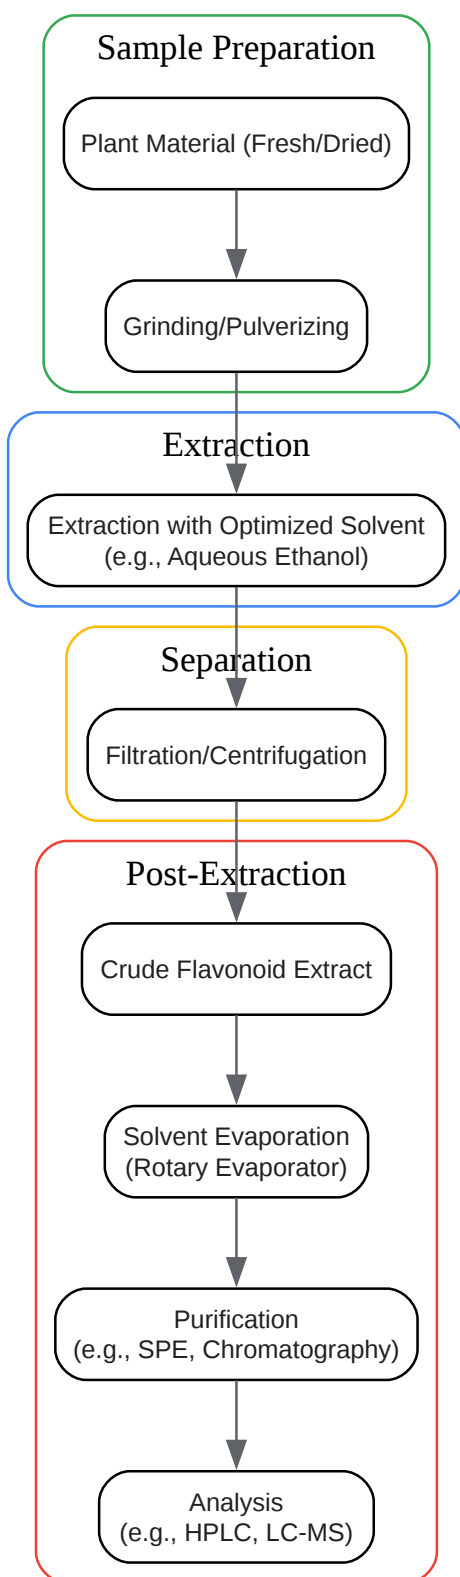 Sample Preparation
Plant Material (Fresh/Dried)
Grinding/Pulverizing
Extraction
Extraction with Optimized Solvent
(e.g., Aqueous Ethanol)
Separation
Filtration/Centrifugation
Post-Extraction
Crude Flavonoid Extract
Solvent Evaporation
(Rotary Evaporator)
Purification
(e.g., SPE, Chromatography)
Analysis
(e.g., HPLC, LC-MS)